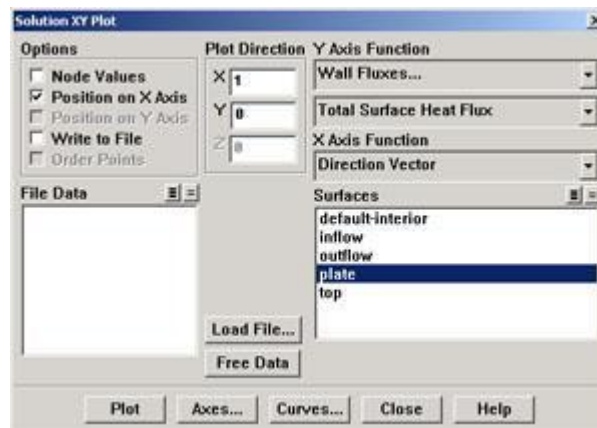 Solution XY Plot
Options
Node Values
Position on X Axis
Position on Y Axis
Write to File
Order Points
Plot Direction
X 1
Y 0
Z 0
Y Axis Function
Wall Fluxes...
Total Surface Heat Flux
X Axis Function
Direction Vector
File Data
Surfaces
default-interior
inflow
outflow
plate
top
Load File...
Free Data
Plot Axes... Curves... Close Help